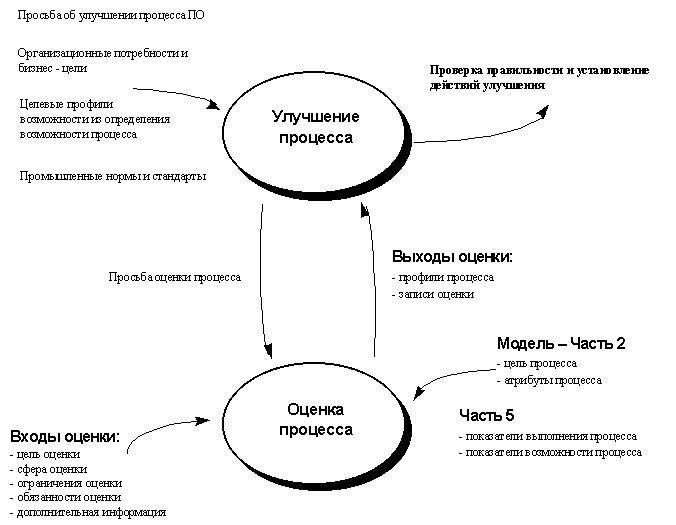 Просьба об улучшении процесса ПО
Организационные потребности и
бизнес - цели
Целевые профили
возможности из определения
возможности процесса
Промышленные нормы и стандарты
Улучшение
процесса
Проверка правильности и установление
действий улучшения
Просьба оценки процесса
Выходы оценки:
- профили процесса
- записи оценки
Модель – Часть 2
- цель процесса
- атрибуты процесса
Оценка
процесса
Часть 5
- показатели выполнения процесса
- показатели возможности процесса
Входы оценки:
- цель оценки
- сфера оценки
- ограничения оценки
- обязанности оценки
- дополнительная информация